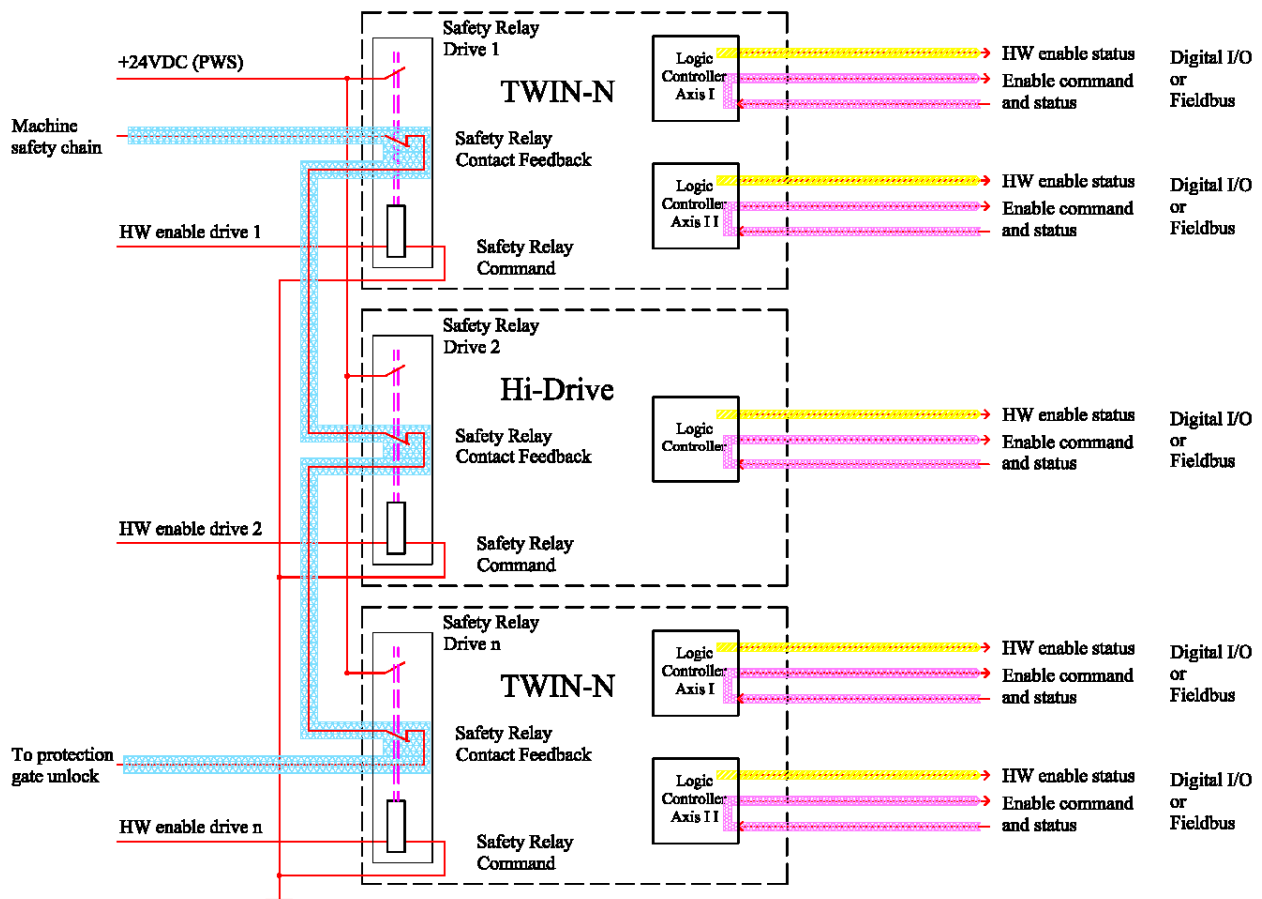 Safety Relay
Drive 1
+24VDC (PWS)
TWIN-N
Machine
safety chain
Safety Relay
Contact Feedback
HW enable drive 1
Safety Relay
Command
Logic
Controller
Axis I
HW enable status
Enable command
and status
Digital I/O
or
Fieldbus
Logic
Controller
Axis I I
HW enable status
Enable command
and status
Digital I/O
or
Fieldbus
Safety Relay
Drive 2
Hi-Drive
Safety Relay
Contact Feedback
HW enable drive 2
Safety Relay
Command
Logic
Controller
HW enable status
Enable command
and status
Digital I/O
or
Fieldbus
Safety Relay
Drive n
TWIN-N
Safety Relay
Contact Feedback
To protection
gate unlock
HW enable drive n
Safety Relay
Command
Logic
Controller
Axis I
HW enable status
Enable command
and status
Digital I/O
or
Fieldbus
Logic
Controller
Axis I I
HW enable status
Enable command
and status
Digital I/O
or
Fieldbus